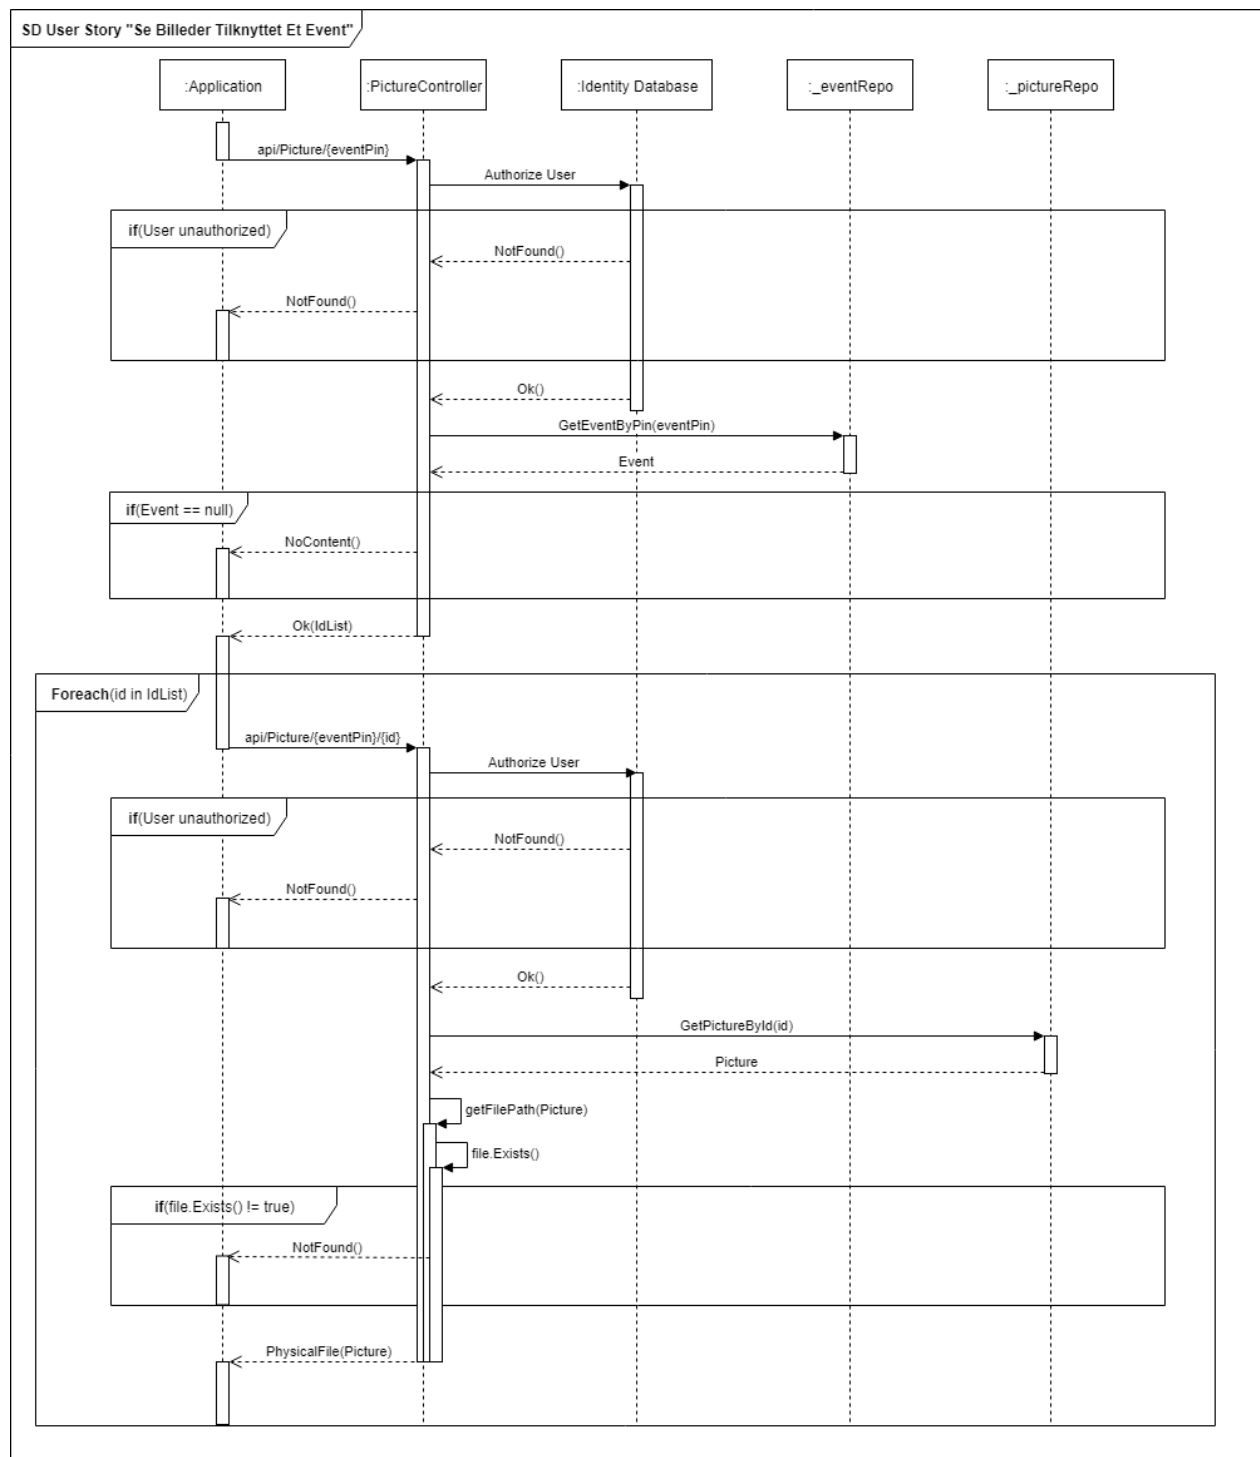 SD User Story "Se Billeder Tilknyttet Et Event"
:Application
:PictureController
:Identity Database
:_eventRepo
:_pictureRepo
api/Picture/{eventPin}
Authorize User
if(User unauthorized)
NotFound()
NotFound()
Ok()
GetEventByPin(eventPin)
Event
if(Event == null)
NoContent()
Ok(IdList)
Foreach(id in IdList)
api/Picture/{eventPin}/{id}
Authorize User
if(User unauthorized)
NotFound()
NotFound()
Ok()
GetPictureById(id)
Picture
getFilePath(Picture)
file.Exists()
if(file.Exists() != true)
NotFound()
PhysicalFile(Picture)